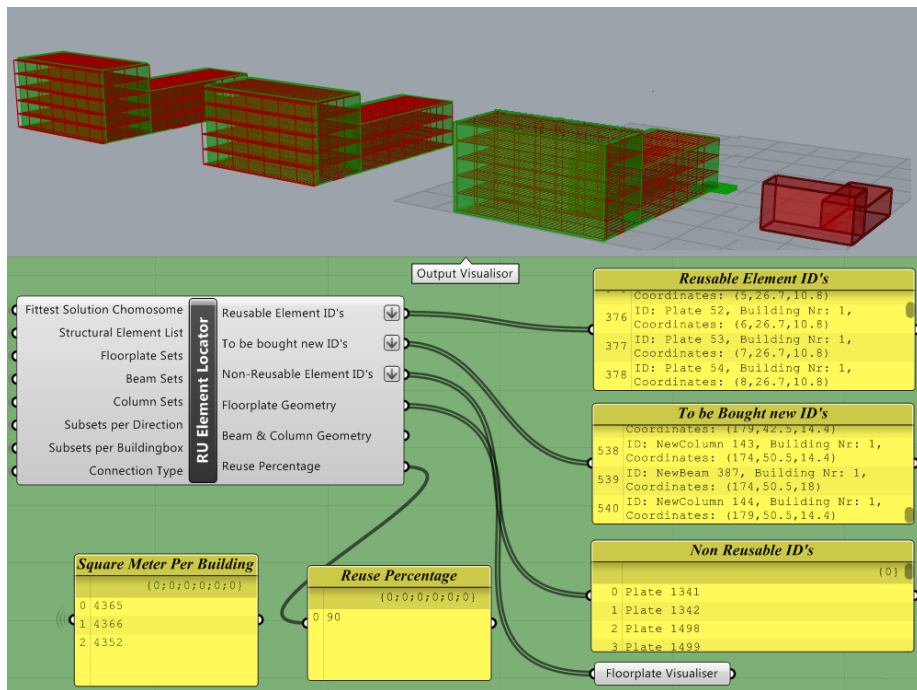 Output Visualisor
Fittest Solution Chomosome
Structural Element List
Floorplate Sets
Beam Sets
Column Sets
Subsets per Direction
Subsets per Buildingbox
Connection Type
RU Element Locator
Reusable Element ID's
To be bought new ID's
Non-Reusable Element ID's
Floorplate Geometry
Beam & Column Geometry
Reuse Percentage
Reusable Element ID's
Coordinates: (5,26.7,10.8)
376 ID: Plate 52, Building Nr: 1,
Coordinates: (6,26.7,10.8)
377 ID: Plate 53, Building Nr: 1,
Coordinates: (7,26.7,10.8)
378 ID: Plate 54, Building Nr: 1,
Coordinates: (8,26.7,10.8)
To be Bought new ID's
Coordinates: (179,42.5,14.4)
538 ID: NewColumn 143, Building Nr: 1,
Coordinates: (174,50.5,14.4)
539 ID: NewBeam 387, Building Nr: 1,
Coordinates: (174,50.5,18)
540 ID: NewColumn 144, Building Nr: 1,
Coordinates: (179,50.5,14.4)
Non Reusable ID's
{0}
0 Plate 1341
1 Plate 1342
2 Plate 1498
3 Plate 1499
Square Meter Per Building
{0;0;0;0;0;0}
0 4365
1 4366
2 4352
Reuse Percentage
{0;0;0;0;0;0}
0 90
Floorplate Visualiser